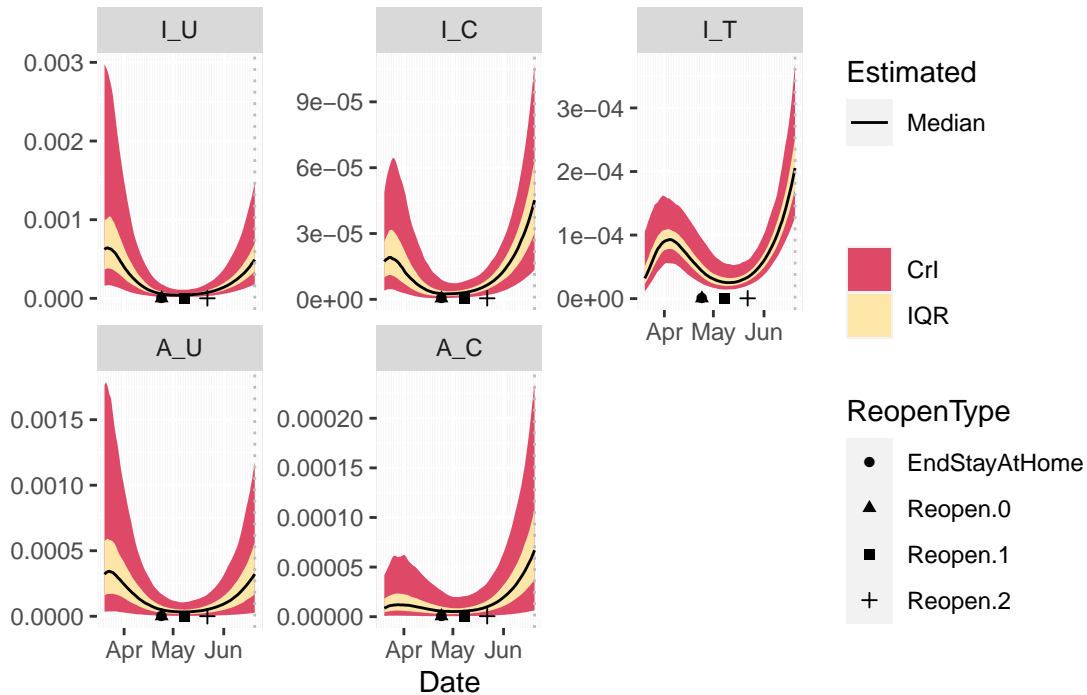 I_U
I_C
I_T
0.003
0.002
0.001
0.000
9e-05
6e-05
3e-05
0e+00
3e-04
2e-04
1e-04
0e+00
Apr May Jun
A_U
A_C
0.0015
0.0010
0.0005
0.0000
0.00020
0.00015
0.00010
0.00005
0.00000
Apr May Jun
Apr May Jun
Date
Estimated
Median
CrI
IQR
ReopenType
EndStayAtHome
Reopen.0
Reopen.1
Reopen.2